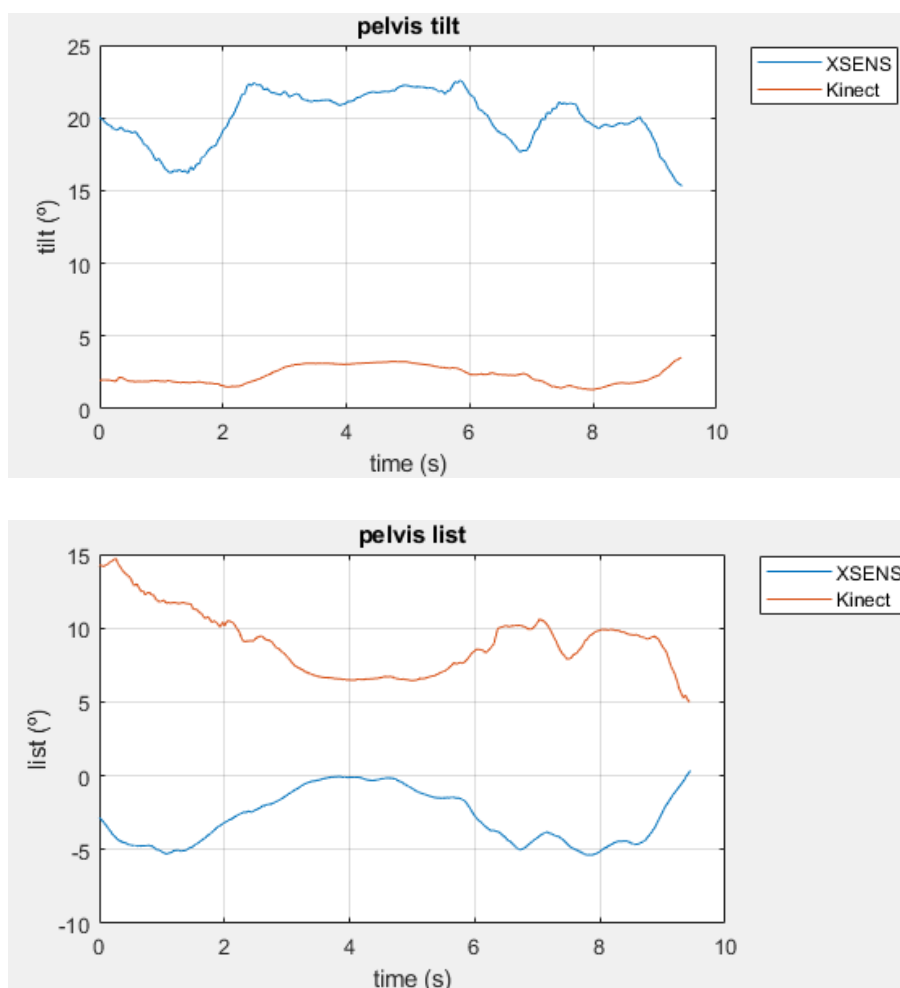 pelvis tilt
25
20
15
10
5
0
tilt (º)
0 2 4 6 8 10
time (s)
XSENS
Kinect
pelvis list
15
10
5
0
-5
-10
list (º)
0 2 4 6 8 10
time (s)
XSENS
Kinect